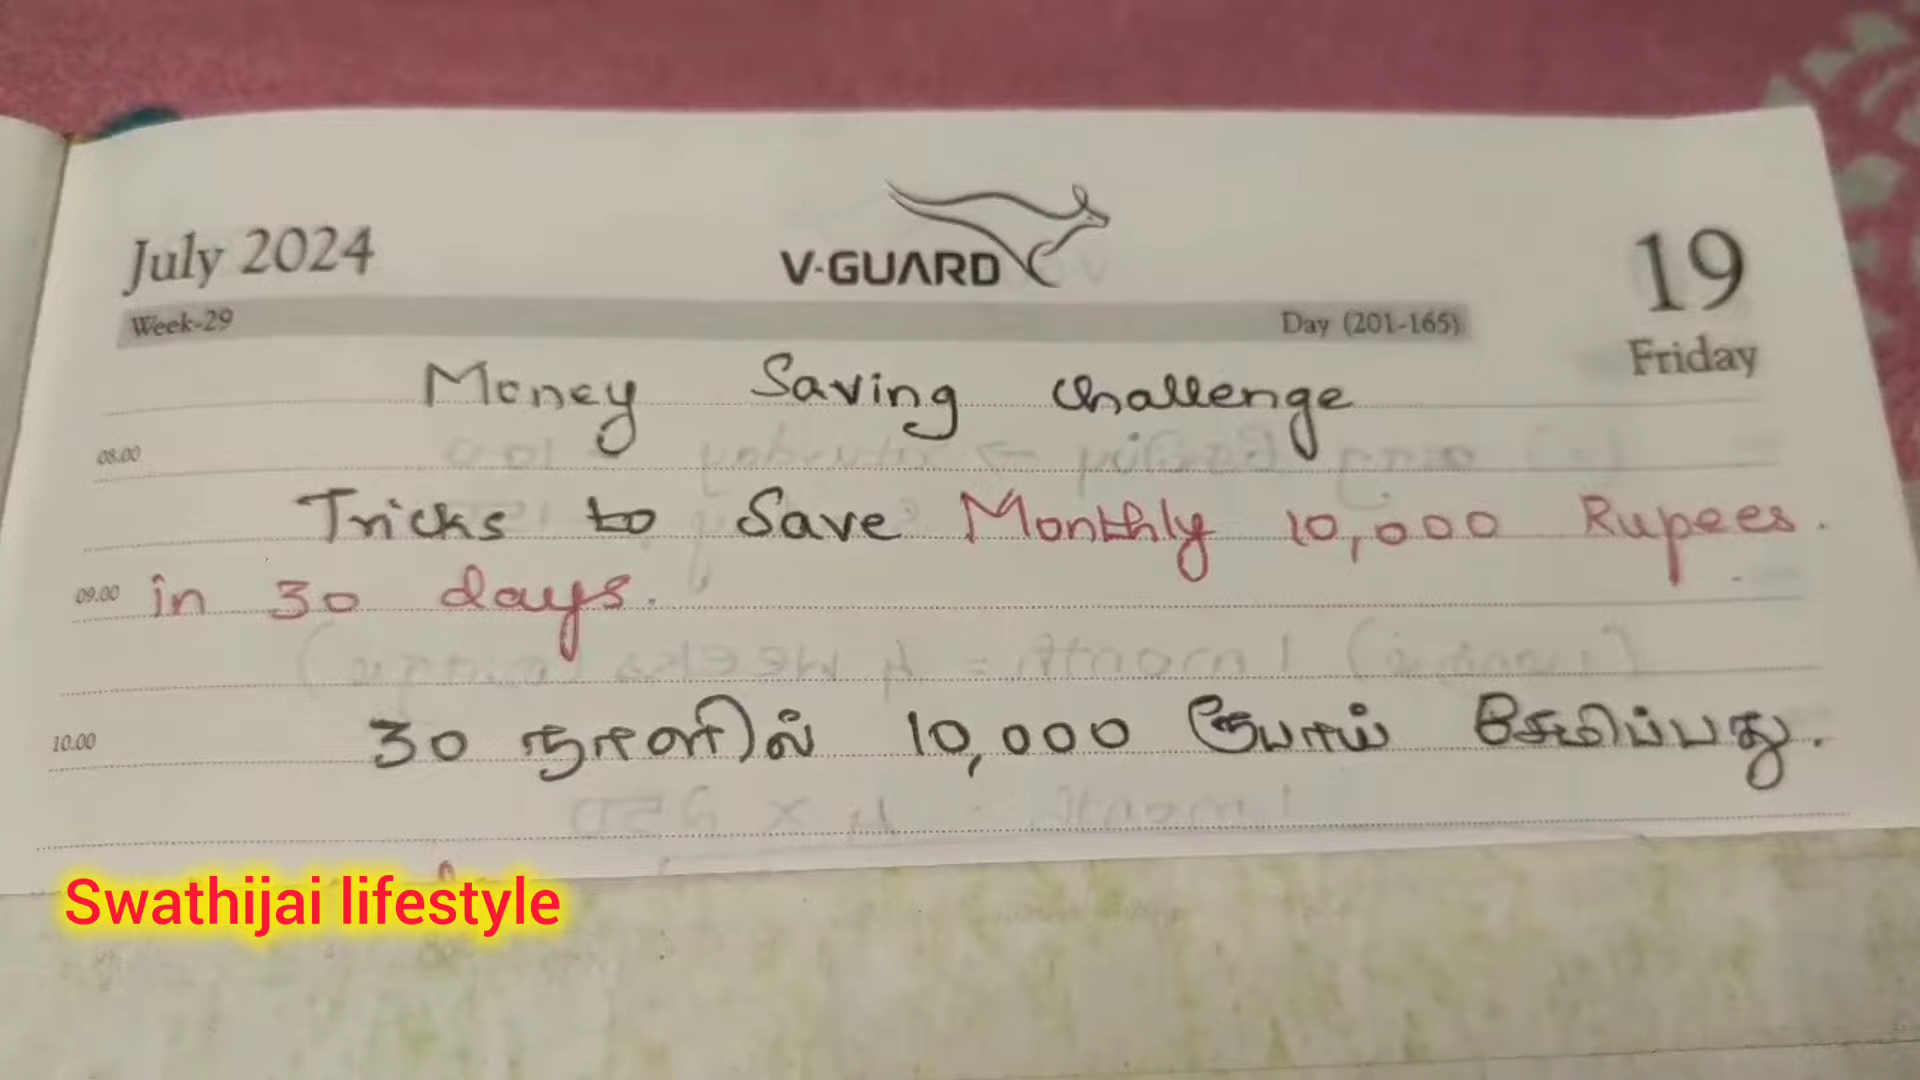 July 2024
V-GUARD
19
Week-29
Day (201-165)
Friday
Money Saving challenge
08.00
Tricks to Save Monthly 10,000 Rupees.
09.00 in 30 days.
10.00 30 நாளில் 10,000 ரூபாய் சேமிப்பது.
Swathijai lifestyle